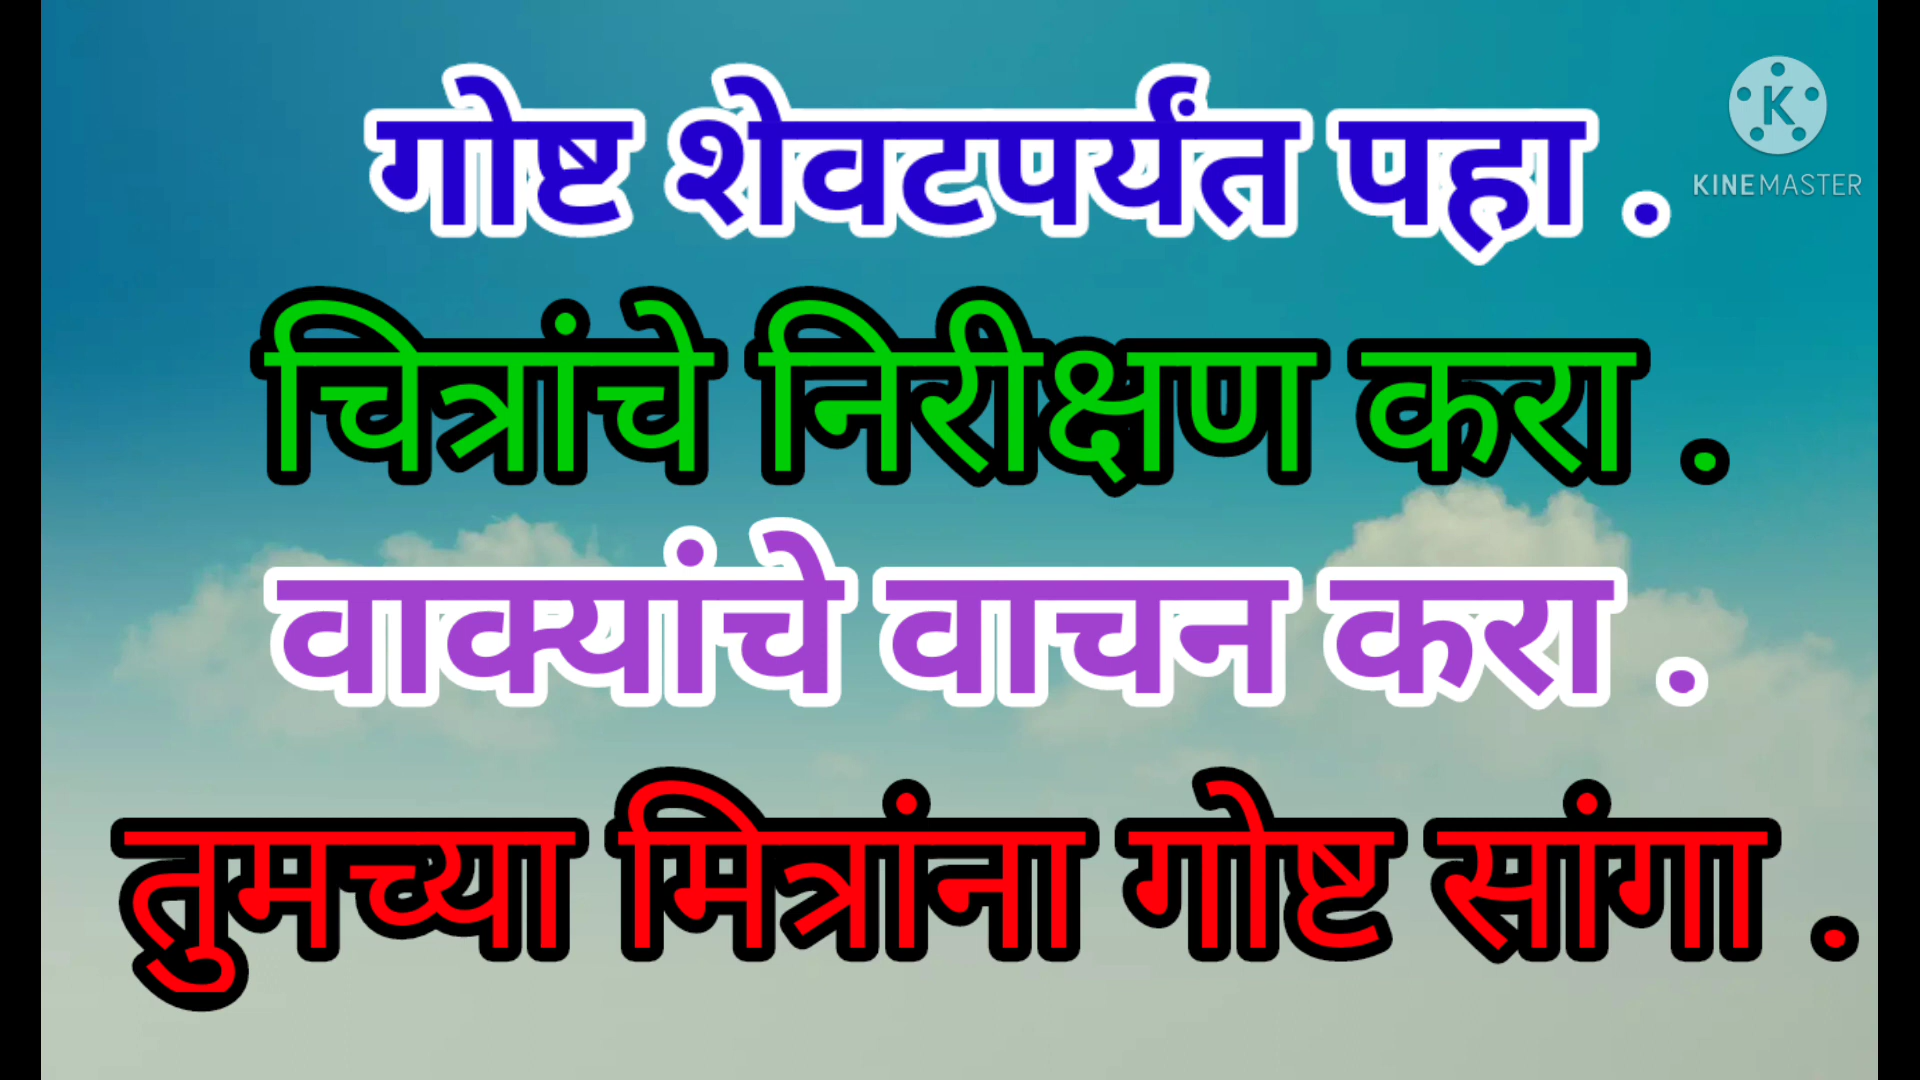 गोष्ट शेवटपर्यंत पहा .
KINEMASTER
चित्रांचे निरीक्षण करा .
वाक्यांचे वाचन करा .
तुमच्या मित्रांना गोष्ट सांगा .